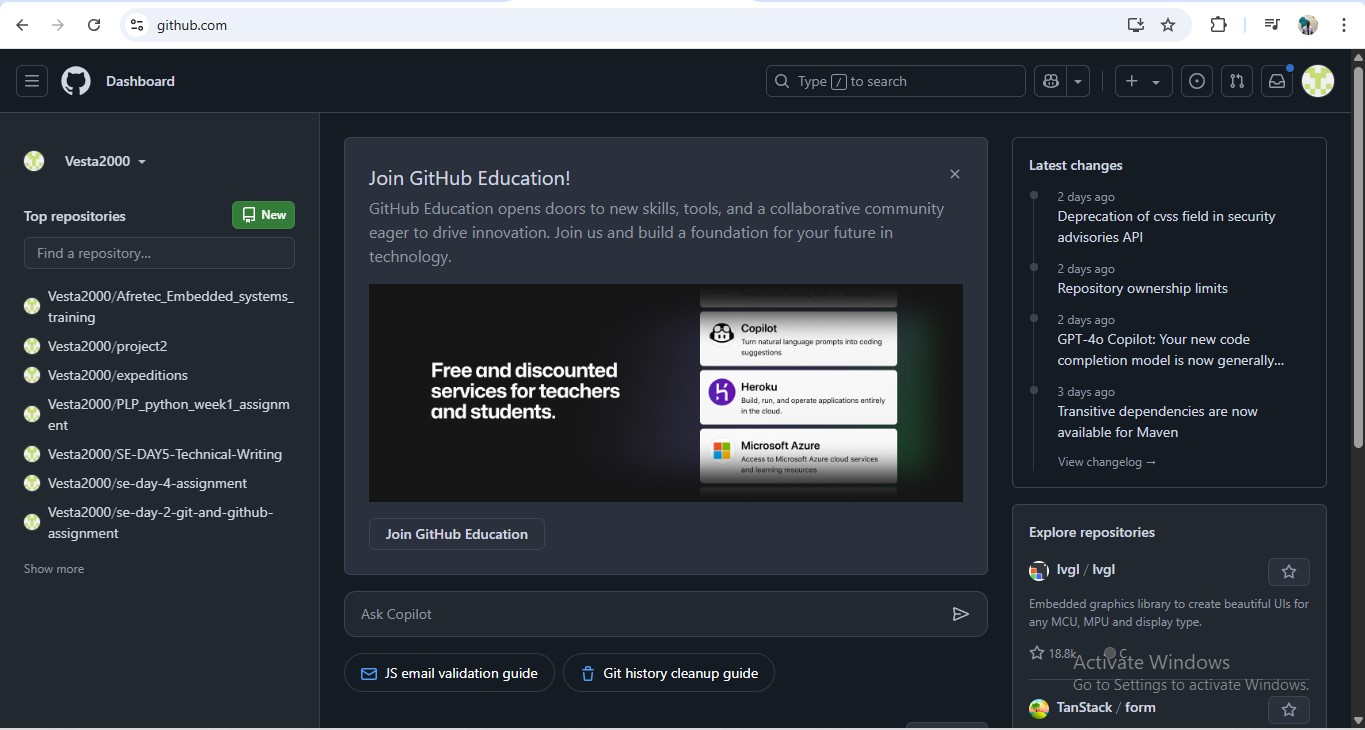 github.com
Dashboard
Type / to search
Vesta2000
Top repositories
New
Find a repository...
Vesta2000/Afretec_Embedded_systems_
training
Vesta2000/project2
Vesta2000/expeditions
Vesta2000/PLP_python_week1_assignm
ent
Vesta2000/SE-DAY5-Technical-Writing
Vesta2000/se-day-4-assignment
Vesta2000/se-day-2-git-and-github-
assignment
Show more
Join GitHub Education!
GitHub Education opens doors to new skills, tools, and a collaborative community
eager to drive innovation. Join us and build a foundation for your future in
technology.
Free and discounted
services for teachers
and students.
Copilot
Turn natural language prompts into coding
suggestions
Heroku
Build, run, and operate applications entirely
in the cloud.
Microsoft Azure
Access to Microsoft Azure cloud services
and learning resources
Join GitHub Education
Ask Copilot
JS email validation guide
Git history cleanup guide
Latest changes
2 days ago
Deprecation of cvss field in security
advisories API
2 days ago
Repository ownership limits
2 days ago
GPT-4o Copilot: Your new code
completion model is now generally...
3 days ago
Transitive dependencies are now
available for Maven
View changelog →
Explore repositories
lvgl / lvgl
Embedded graphics library to create beautiful UIs for
any MCU, MPU and display type.
18.8k C
Activate Windows
Go to Settings to activate Windows.
TanStack / form